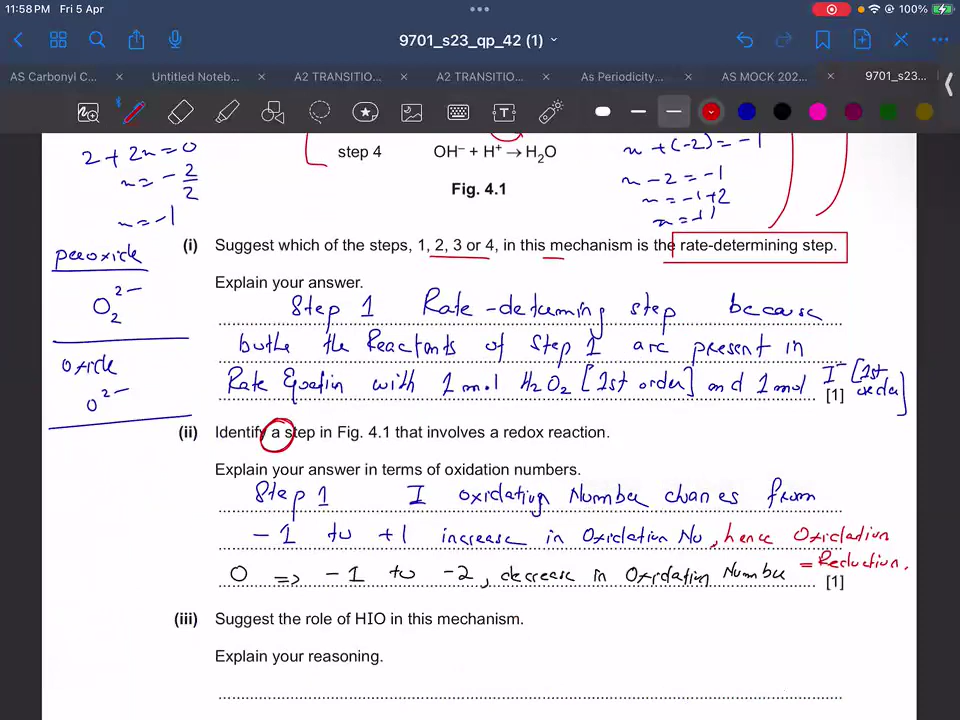 11:58 PM Fri 5 Apr
100%
9701_s23_qp_42 (1)
AS Carbonyl C...
Untitled Noteb...
A2 TRANSITIO...
A2 TRANSITIO...
As Periodicity...
AS MOCK 202...
9701_s23...
2 + 2n = 0
n = - 2/2
n = -1
step 4 OH⁻ + H⁺ → H₂O
Fig. 4.1
n + (-2) = -1
n - 2 = -1
n = -1+2
n = +1
peroxide
O₂²⁻
oxide
O²⁻
(i) Suggest which of the steps, 1, 2, 3 or 4, in this mechanism is the rate-determining step.
Explain your answer.
Step 1 Rate-determing step because
bothe the Reactants of Step 1 are present in
Rate Equation with 1 mol H₂O₂ [1st order] and 1 mol I⁻ [1st order]
[1]
(ii) Identify a step in Fig. 4.1 that involves a redox reaction.
Explain your answer in terms of oxidation numbers.
Step 1 I oxidating Number chanes from
-1 to +1 increase in Oxidation No, hence Oxidation
O => -1 to -2, decrease in Oxidation Number = Reduction.
[1]
(iii) Suggest the role of HIO in this mechanism.
Explain your reasoning.